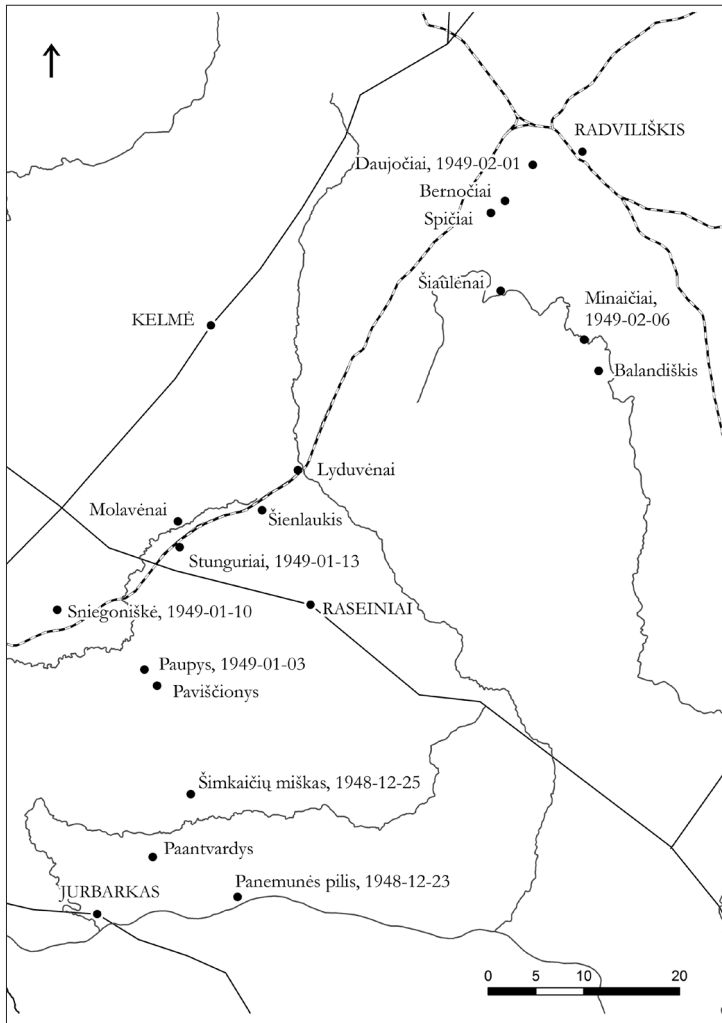 RADVILIŠKIS
Daujočiai, 1949-02-01
Bernočiai
Spičiai
Šiaûlėnai
Minaičiai,
1949-02-06
KELMĖ
Balandiškis
Lyduvėnai
Molavėnai
Šienlaukis
Stunguriai, 1949-01-13
Sniegoniškė, 1949-01-10
RASEINIAI
Paupys, 1949-01-03
Paviščionys
Šimkaičių miškas, 1948-12-25
Paantvardys
Panemunės pilis, 1948-12-23
JURBARKAS
0 5 10 20